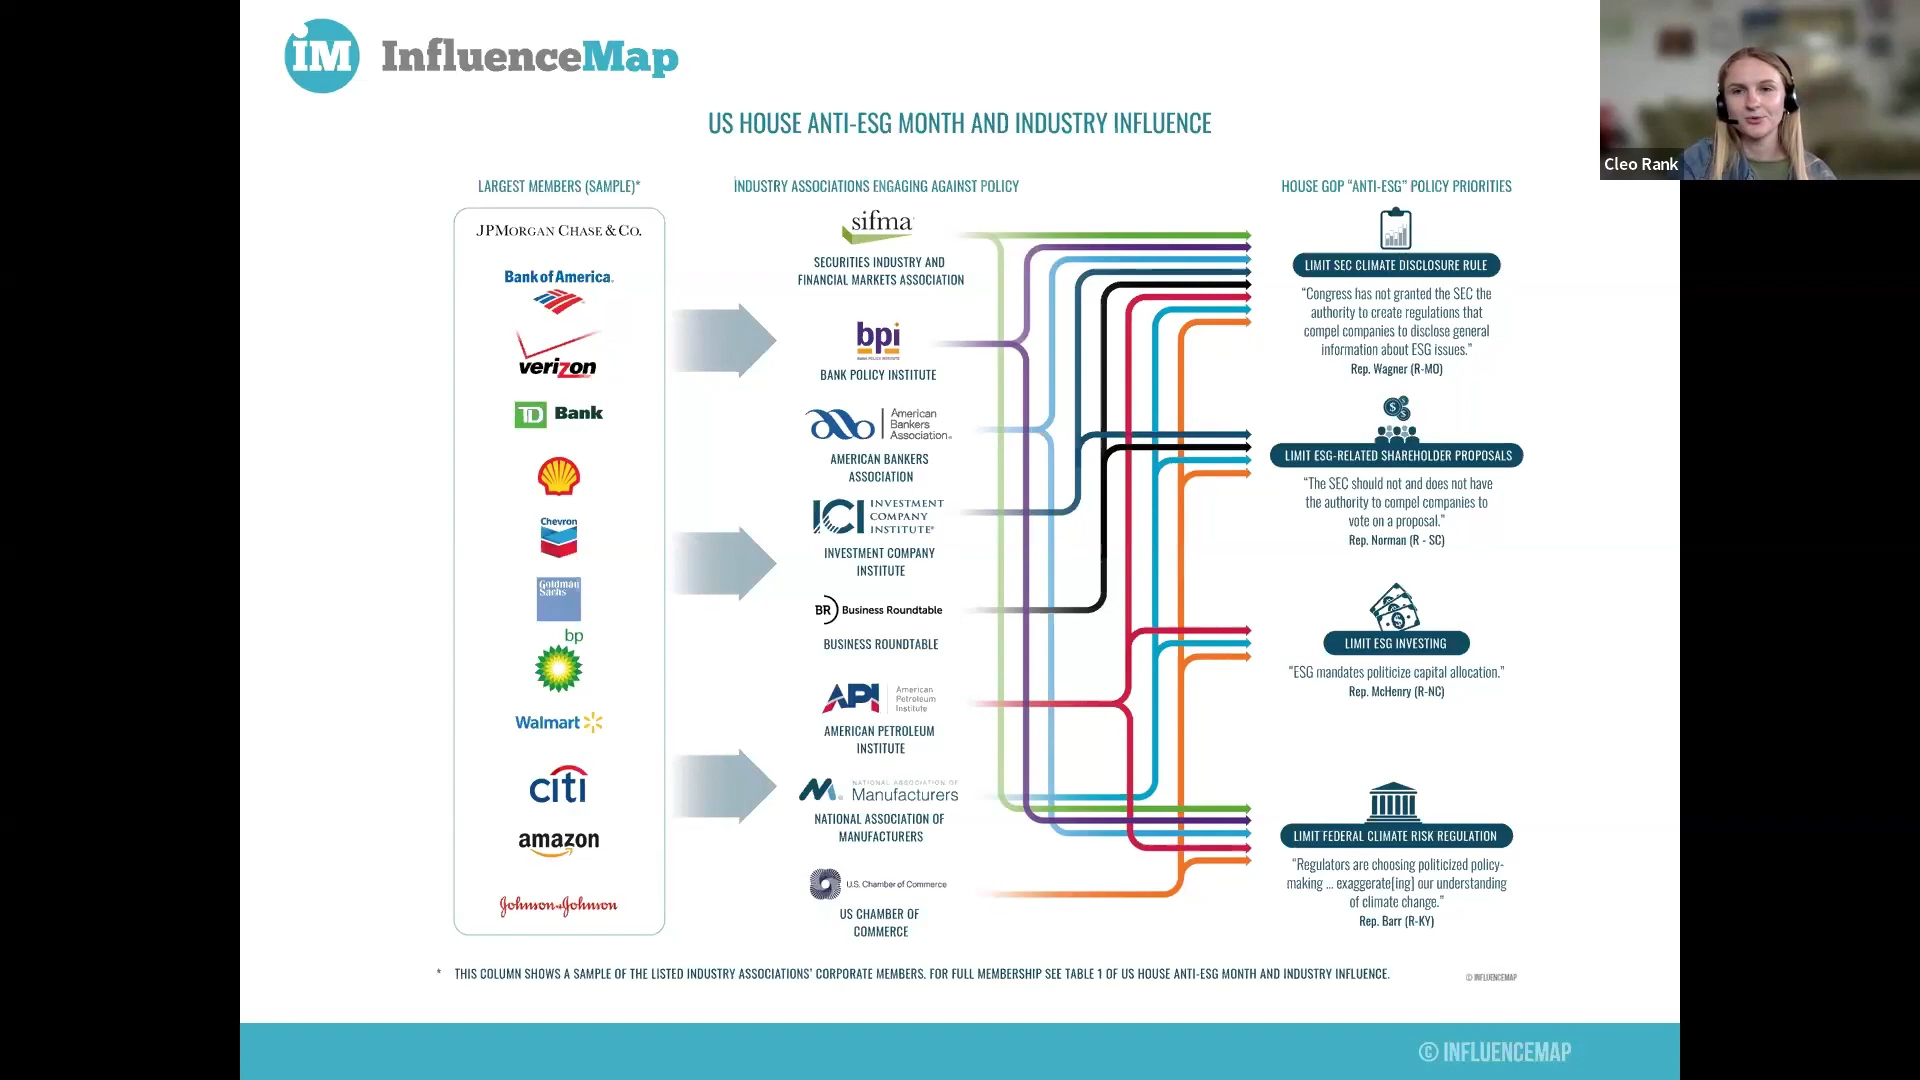 iM InfluenceMap
Cleo Rank
US HOUSE ANTI-ESG MONTH AND INDUSTRY INFLUENCE
LARGEST MEMBERS (SAMPLE)*
JPMORGAN CHASE & CO.
Bank of America.
verizon
TD Bank
Chevron
Goldman
Sachs
bp
Walmart
citi
amazon
Johnson & Johnson
INDUSTRY ASSOCIATIONS ENGAGING AGAINST POLICY
sifma
SECURITIES INDUSTRY AND
FINANCIAL MARKETS ASSOCIATION
bpi
BANK POLICY INSTITUTE
BANK POLICY INSTITUTE
American
Bankers
Association.
AMERICAN BANKERS
ASSOCIATION
ICI INVESTMENT
COMPANY
INSTITUTE®
INVESTMENT COMPANY
INSTITUTE
BR Business Roundtable
BUSINESS ROUNDTABLE
API American
Petroleum
Institute
AMERICAN PETROLEUM
INSTITUTE
NATIONAL ASSOCIATION OF
M. Manufacturers
NATIONAL ASSOCIATION OF
MANUFACTURERS
U.S. Chamber of Commerce
US CHAMBER OF
COMMERCE
HOUSE GOP “ANTI-ESG” POLICY PRIORITIES
LIMIT SEC CLIMATE DISCLOSURE RULE
“Congress has not granted the SEC the
authority to create regulations that
compel companies to disclose general
information about ESG issues.”
Rep. Wagner (R-MO)
LIMIT ESG-RELATED SHAREHOLDER PROPOSALS
“The SEC should not and does not have
the authority to compel companies to
vote on a proposal.”
Rep. Norman (R - SC)
LIMIT ESG INVESTING
“ESG mandates politicize capital allocation.”
Rep. McHenry (R-NC)
LIMIT FEDERAL CLIMATE RISK REGULATION
“Regulators are choosing politicized policy-
making ... exaggerate[ing] our understanding
of climate change.”
Rep. Barr (R-KY)
* THIS COLUMN SHOWS A SAMPLE OF THE LISTED INDUSTRY ASSOCIATIONS’ CORPORATE MEMBERS. FOR FULL MEMBERSHIP SEE TABLE 1 OF US HOUSE ANTI-ESG MONTH AND INDUSTRY INFLUENCE.
© INFLUENCEMAP
© INFLUENCEMAP